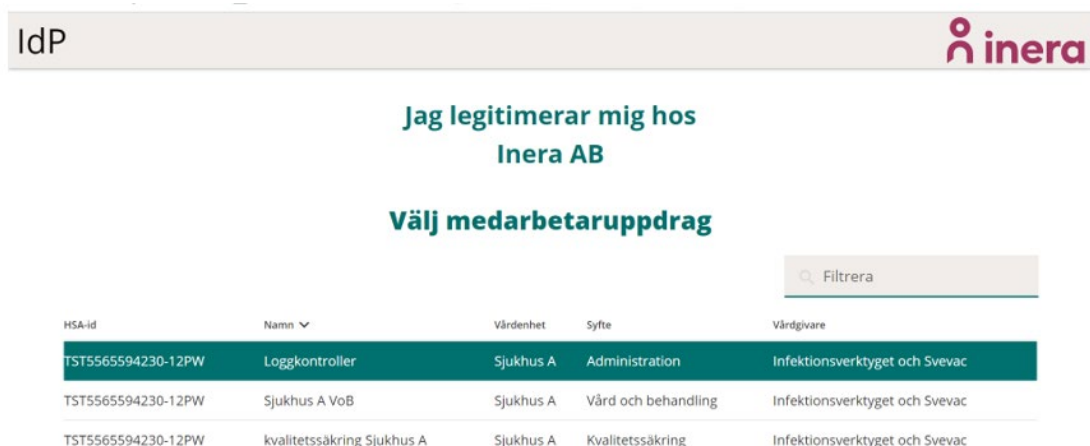 IdP
inera
Jag legitimerar mig hos
Inera AB
Välj medarbetaruppdrag
Filtrera
HSA-id Namn Vårdenhet Syfte Vårdgivare
TST5565594230-12PW Loggkontroller Sjukhus A Administration Infektionsverktyget och Svevac
TST5565594230-12PW Sjukhus A VoB Sjukhus A Vård och behandling Infektionsverktyget och Svevac
TST5565594230-12PW kvalitetssäkring Sjukhus A Sjukhus A Kvalitetssäkring Infektionsverktyget och Svevac